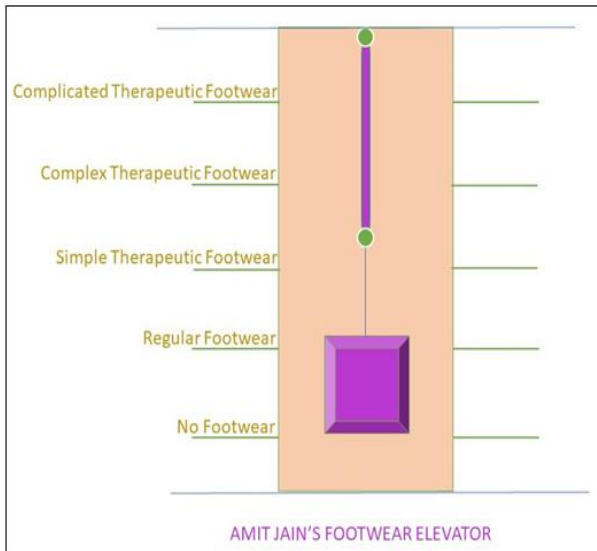 Complicated Therapeutic Footwear
Complex Therapeutic Footwear
Simple Therapeutic Footwear
Regular Footwear
No Footwear
AMIT JAIN'S FOOTWEAR ELEVATOR